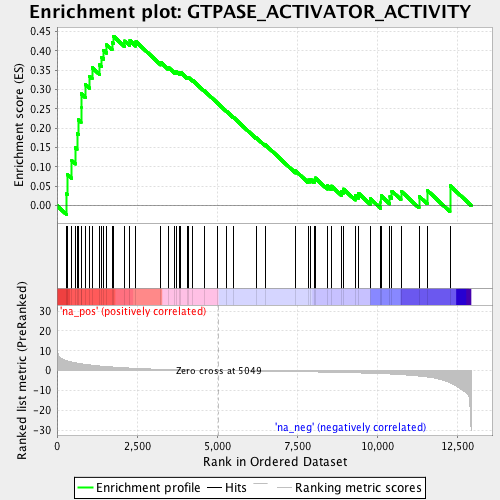 Enrichment plot: GTPASE_ACTIVATOR_ACTIVITY
Enrichment score (ES)
0.45
0.40
0.35
0.30
0.25
0.20
0.15
0.10
0.05
0.00
'na_pos' (positively correlated)
Ranked list metric (PreRanked)
30
20
10
0
-10
-20
-30
Zero cross at 5049
'na_neg' (negatively correlated)
0
2,500
5,000
7,500
10,000
12,500
Rank in Ordered Dataset
Enrichment profile
Hits
Ranking metric scores